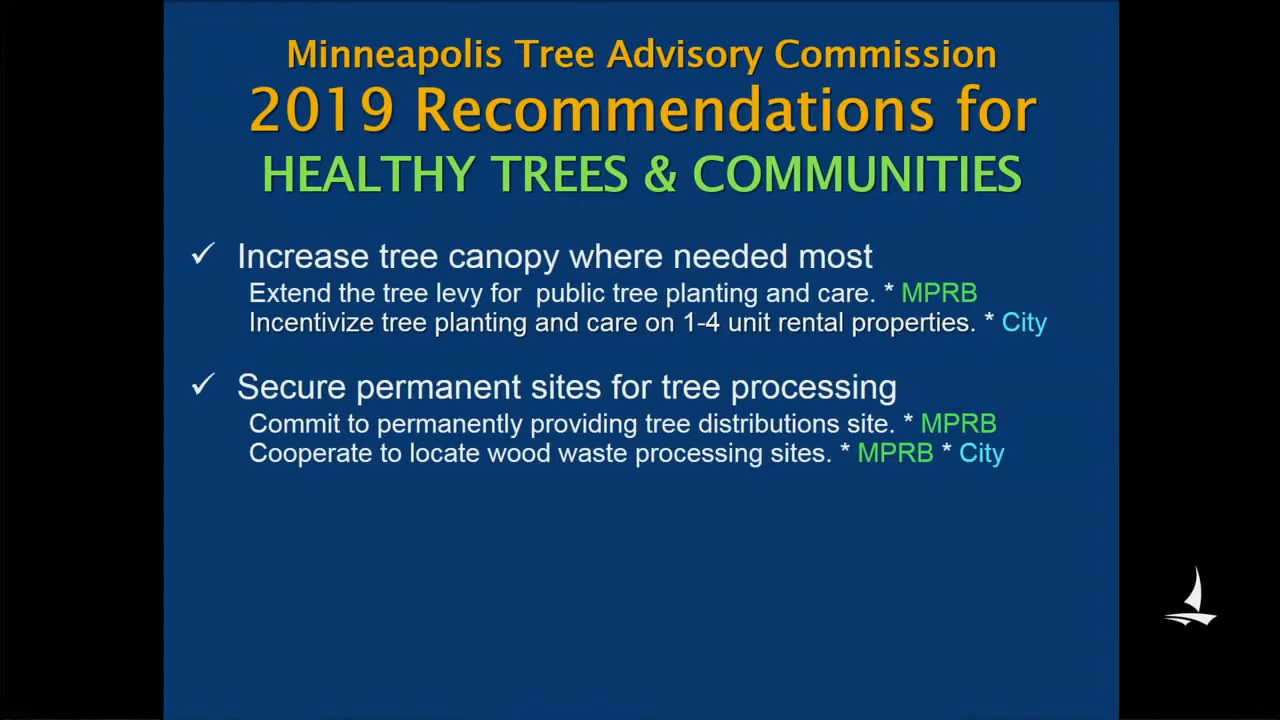 Minneapolis Tree Advisory Commission
2019 Recommendations for
HEALTHY TREES & COMMUNITIES
✓ Increase tree canopy where needed most
Extend the tree levy for public tree planting and care. * MPRB
Incentivize tree planting and care on 1-4 unit rental properties. * City
✓ Secure permanent sites for tree processing
Commit to permanently providing tree distributions site. * MPRB
Cooperate to locate wood waste processing sites. * MPRB * City